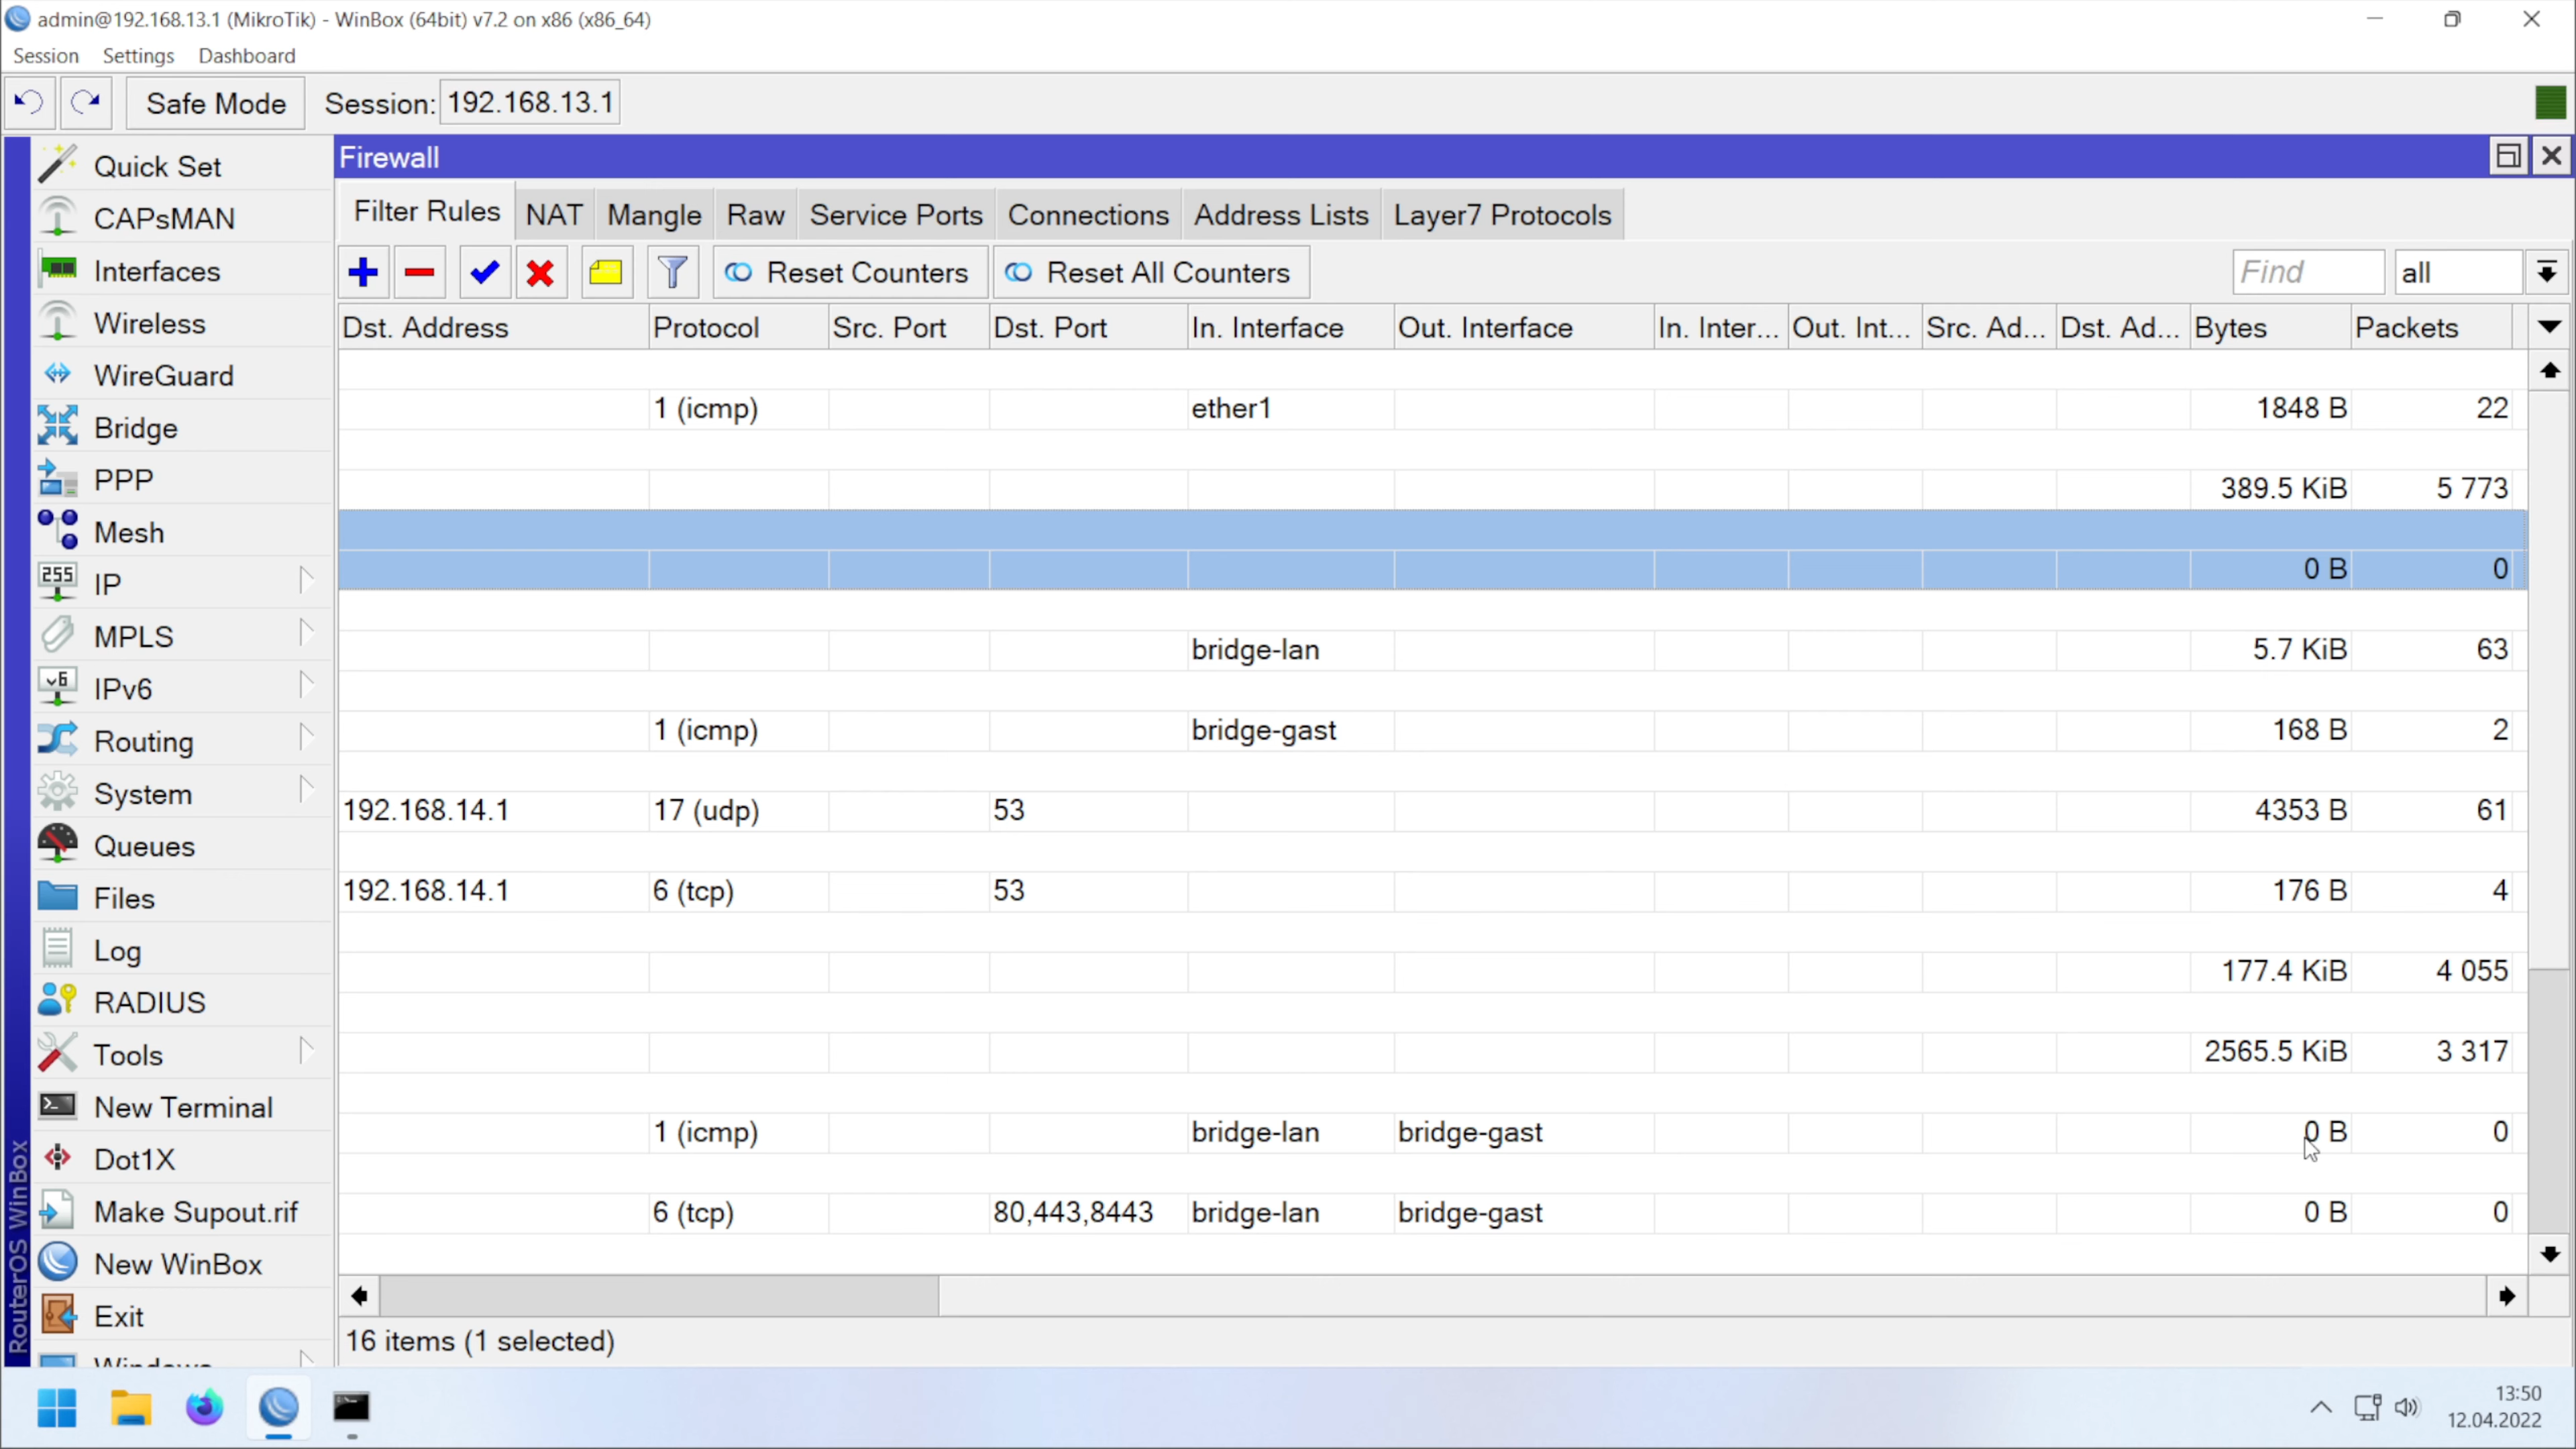 admin@192.168.13.1 (MikroTik) - WinBox (64bit) v7.2 on x86 (x86_64)
Session Settings Dashboard
Safe Mode Session: 192.168.13.1
Firewall
Filter Rules NAT Mangle Raw Service Ports Connections Address Lists Layer7 Protocols
Reset Counters Reset All Counters Find all
Dst. Address Protocol Src. Port Dst. Port In. Interface Out. Interface In. Inter... Out. Int... Src. Ad... Dst. Ad... Bytes Packets
1 (icmp) ether1 1848 B 22
389.5 KiB 5 773
0 B 0
bridge-lan 5.7 KiB 63
1 (icmp) bridge-gast 168 B 2
192.168.14.1 17 (udp) 53 4353 B 61
192.168.14.1 6 (tcp) 53 176 B 4
177.4 KiB 4 055
2565.5 KiB 3 317
1 (icmp) bridge-lan bridge-gast 0 B 0
6 (tcp) 80,443,8443 bridge-lan bridge-gast 0 B 0
16 items (1 selected)
Quick Set
CAPsMAN
Interfaces
Wireless
WireGuard
Bridge
PPP
Mesh
255 IP
MPLS
v6 IPv6
Routing
System
Queues
Files
Log
RADIUS
Tools
New Terminal
Dot1X
Make Supout.rif
New WinBox
Exit
Windows
RouterOS WinBox
13:50
12.04.2022